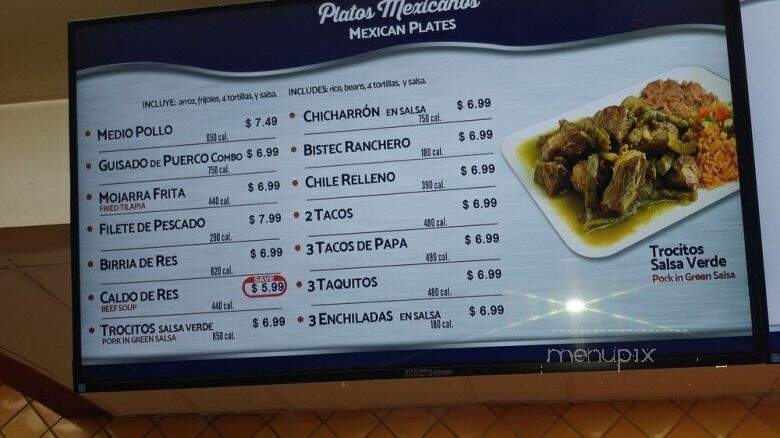 Platos Mexicanos
MEXICAN PLATES
INCLUYE: arroz, frijoles, 4 tortillas, y salsa.
INCLUDES: rice, beans, 4 tortillas, y salsa.
• MEDIO POLLO $ 7.49
650 cal.
• GUISADO DE PUERCO COMBO $ 6.99
750 cal.
• MOJARRA FRITA $ 6.99
FRIED TILAPIA 440 cal.
• FILETE DE PESCADO $ 7.99
290 cal.
• BIRRIA DE RES $ 6.99
820 cal.
SAVE
• CALDO DE RES $ 5.99
BEEF SOUP 440 cal.
• TROCITOS SALSA VERDE $ 6.99
PORK IN GREEN SALSA 650 cal.
• CHICHARRÓN EN SALSA $ 6.99
750 cal.
• BISTEC RANCHERO $ 6.99
180 cal.
• CHILE RELLENO $ 6.99
390 cal.
• 2 TACOS $ 6.99
480 cal.
• 3 TACOS DE PAPA $ 6.99
490 cal.
• 3 TAQUITOS $ 6.99
480 cal.
• 3 ENCHILADAS EN SALSA $ 6.99
180 cal.
Trocitos
Salsa Verde
Pork in Green Salsa
menupix